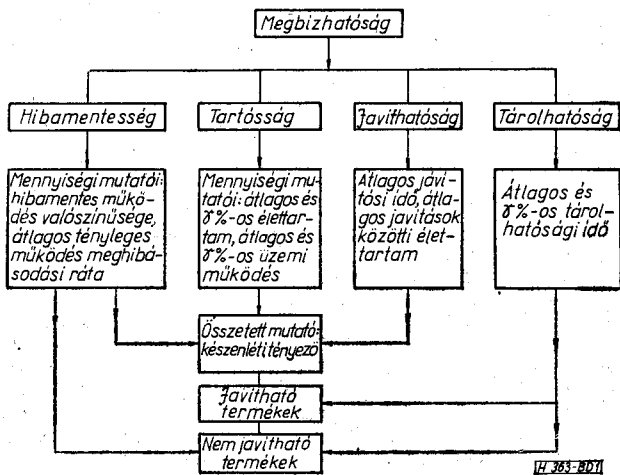 Megbízhatóság
Hibamentesség
Tartósság
Javíthatóság
Tárolhatóság
Mennyiségi mutatói:
hibamentes műkö-
dés valószínűsége,
átlagos tényleges
működés meghibá-
sodási ráta
Mennyiségi mu-
tatói: átlagos és
γ%-os élettar-
tam, átlagos és
γ%-os üzemi
működés
Átlagos javí-
tási idő, átla-
gos javítások
közötti élet-
tartam
Átlagos és
γ%-os tárol-
hatósági idő
Összetett mutató:
készenléti tényező
Javítható
termékek
Nem javítható
termékek
H 363-BD1